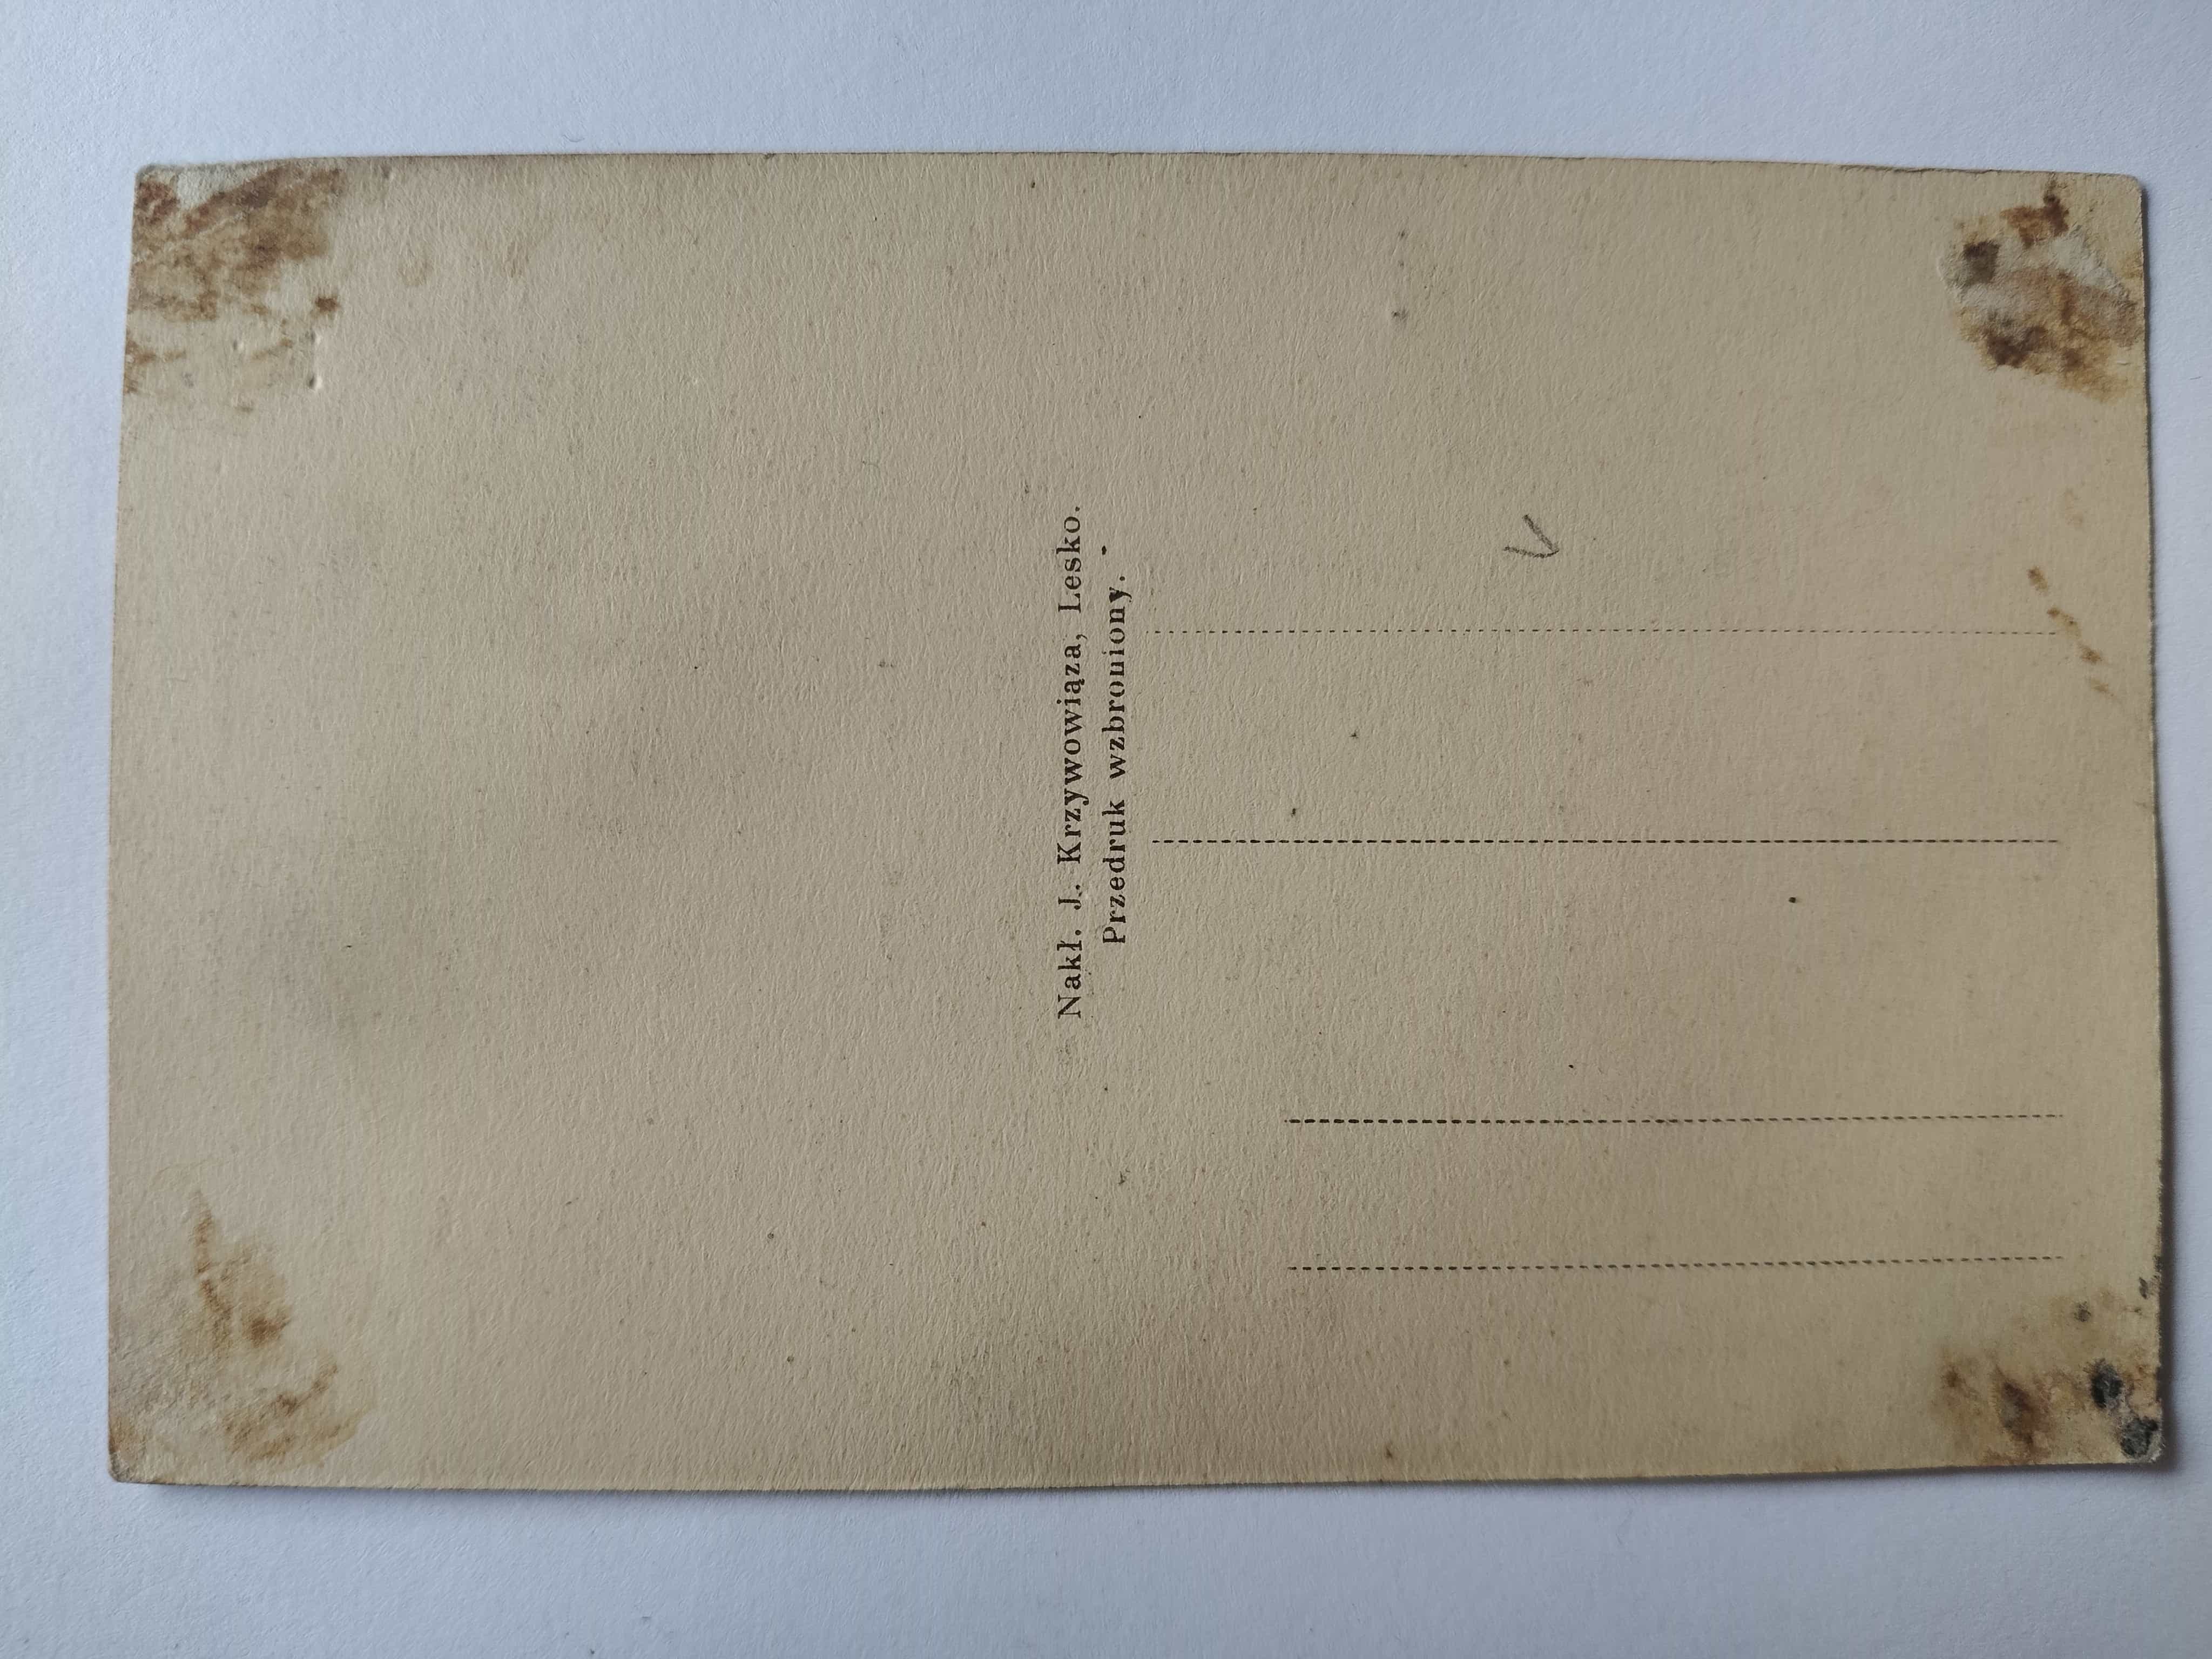 Nakł. J. Krzywowiąza, Lesko.
Przedruk wzbroniony.